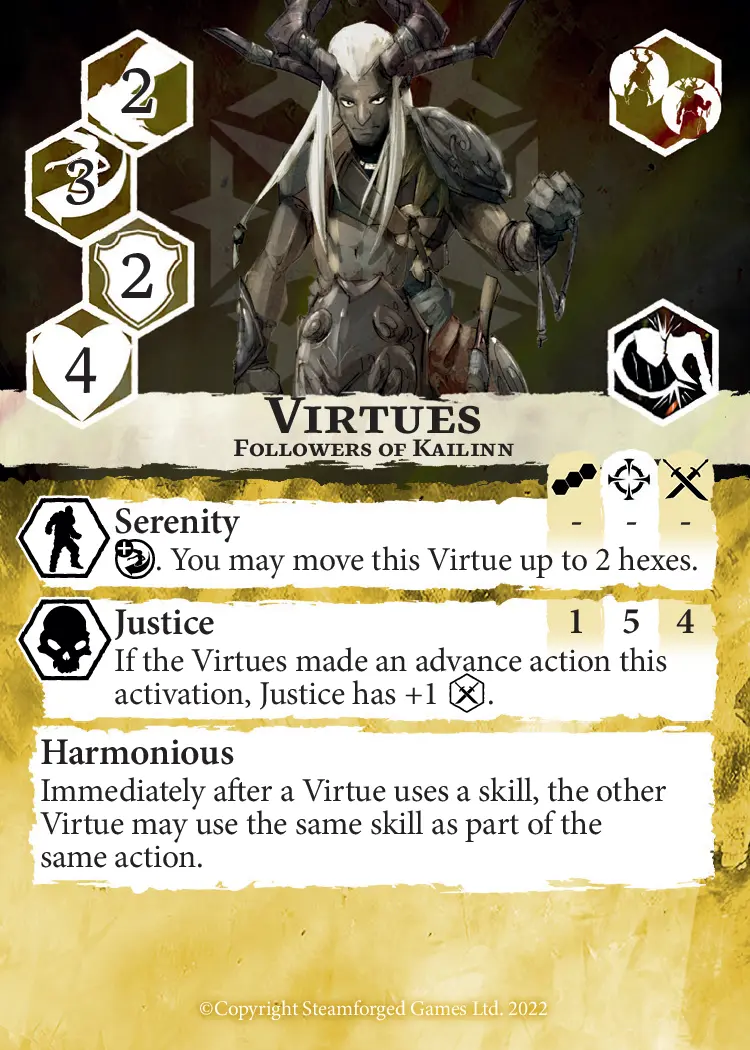 2
3
2
4
Virtues
Followers of Kailinn
Serenity - - -
. You may move this Virtue up to 2 hexes.
Justice 1 5 4
If the Virtues made an advance action this
activation, Justice has +1 .
Harmonious
Immediately after a Virtue uses a skill, the other
Virtue may use the same skill as part of the
same action.
©Copyright Steamforged Games Ltd. 2022